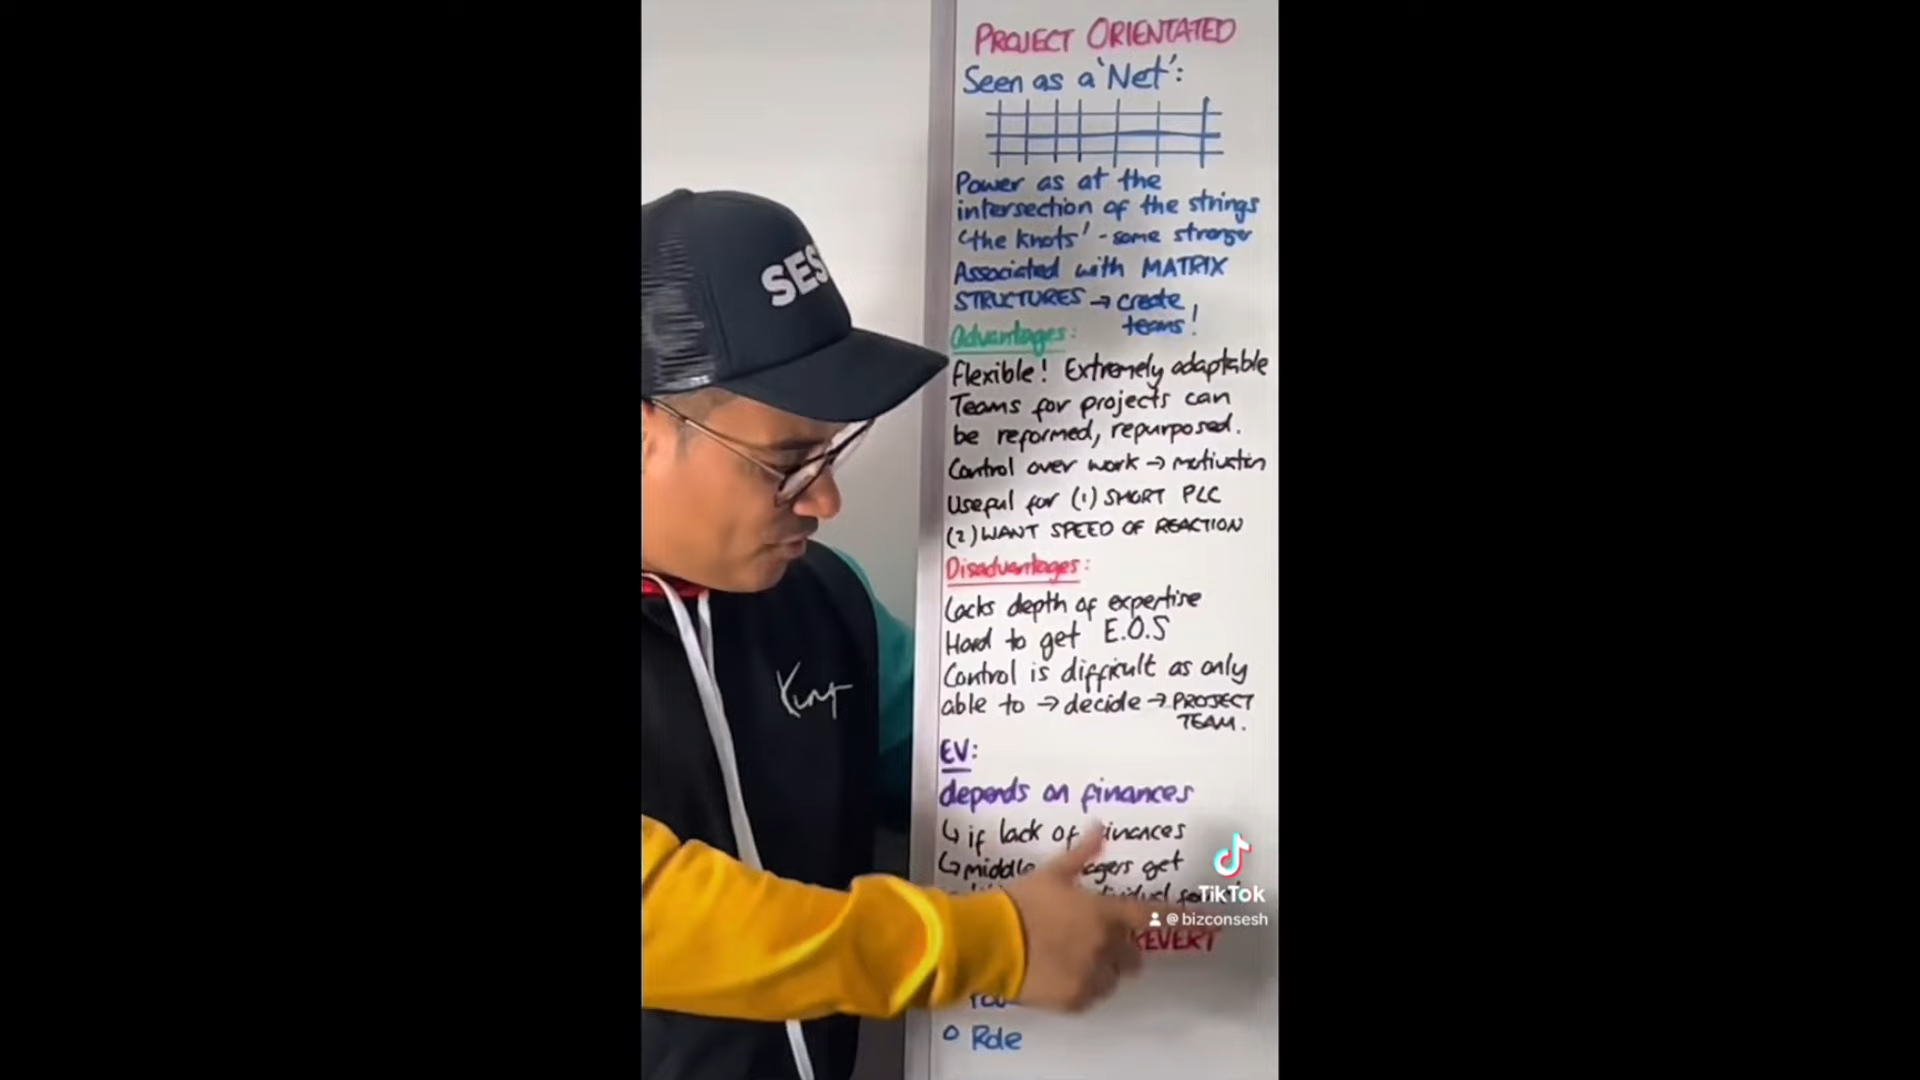 PROJECT ORIENTATED
Seen as a 'Net':
Power as at the
intersection of the strings
'the knots' - some stronger
Associated with MATRIX
STRUCTURES → create
teams!
Advantages:
Flexible! Extremely adaptable
Teams for projects can
be reformed, repurposed.
Control over work → motivation
Useful for (1) SHORT PLC
(2) WANT SPEED OF REACTION
Disadvantages:
Lacks depth of expertise
Hard to get E.O.S
Control is difficult as only
able to → decide → PROJECT
TEAM.
EV:
depends on finances
↳ if lack of finances
↳ middle get
REVERT
o Role
SES
King
TikTok
@bizconsesh